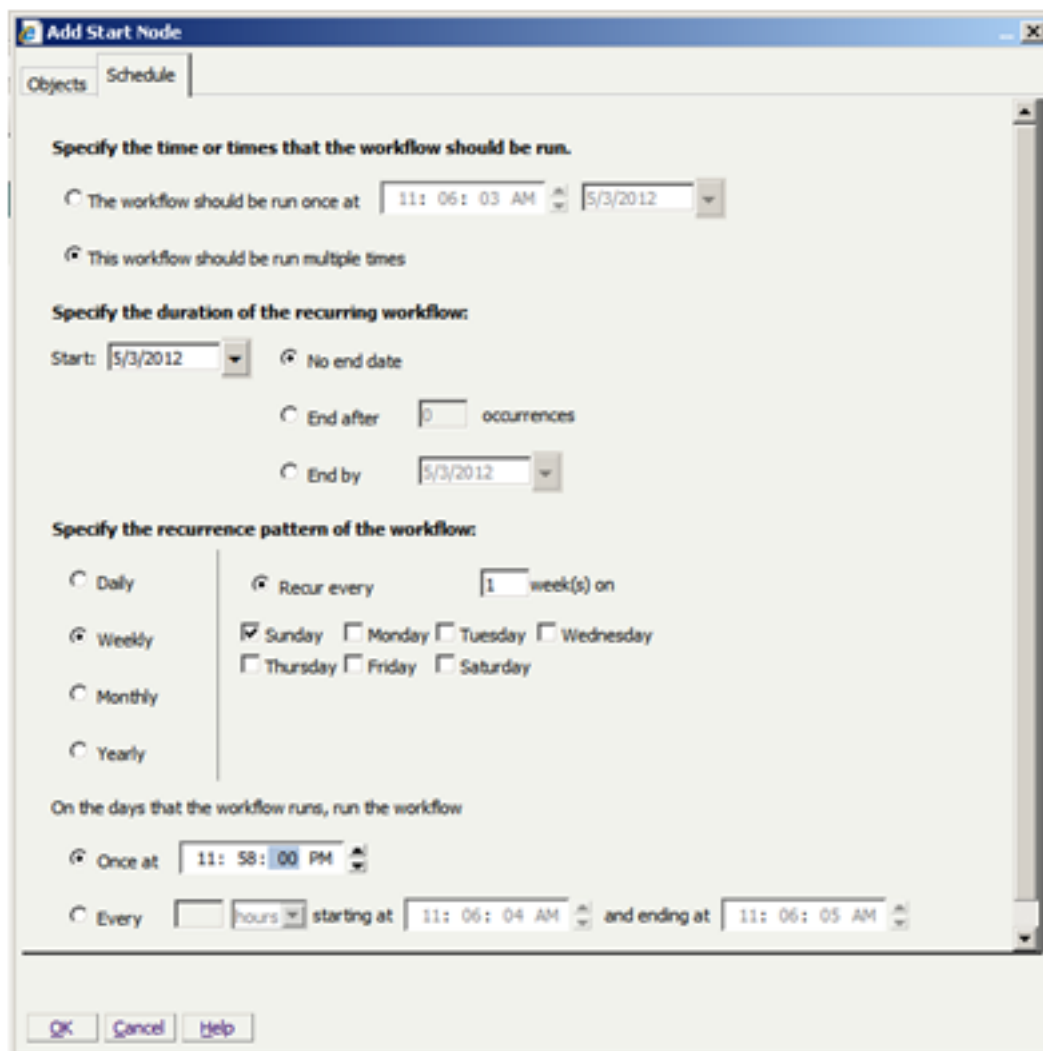 Add Start Node
Objects Schedule
Specify the time or times that the workflow should be run.
The workflow should be run once at 11: 06: 03 AM 5/3/2012
This workflow should be run multiple times
Specify the duration of the recurring workflow:
Start: 5/3/2012 No end date
End after 0 occurrences
End by 5/3/2012
Specify the recurrence pattern of the workflow:
Daily Recur every 1 week(s) on
Weekly Sunday Monday Tuesday Wednesday
Thursday Friday Saturday
Monthly
Yearly
On the days that the workflow runs, run the workflow
Once at 11: 58: 00 PM
Every hours starting at 11: 06: 04 AM and ending at 11: 06: 05 AM
OK Cancel Help